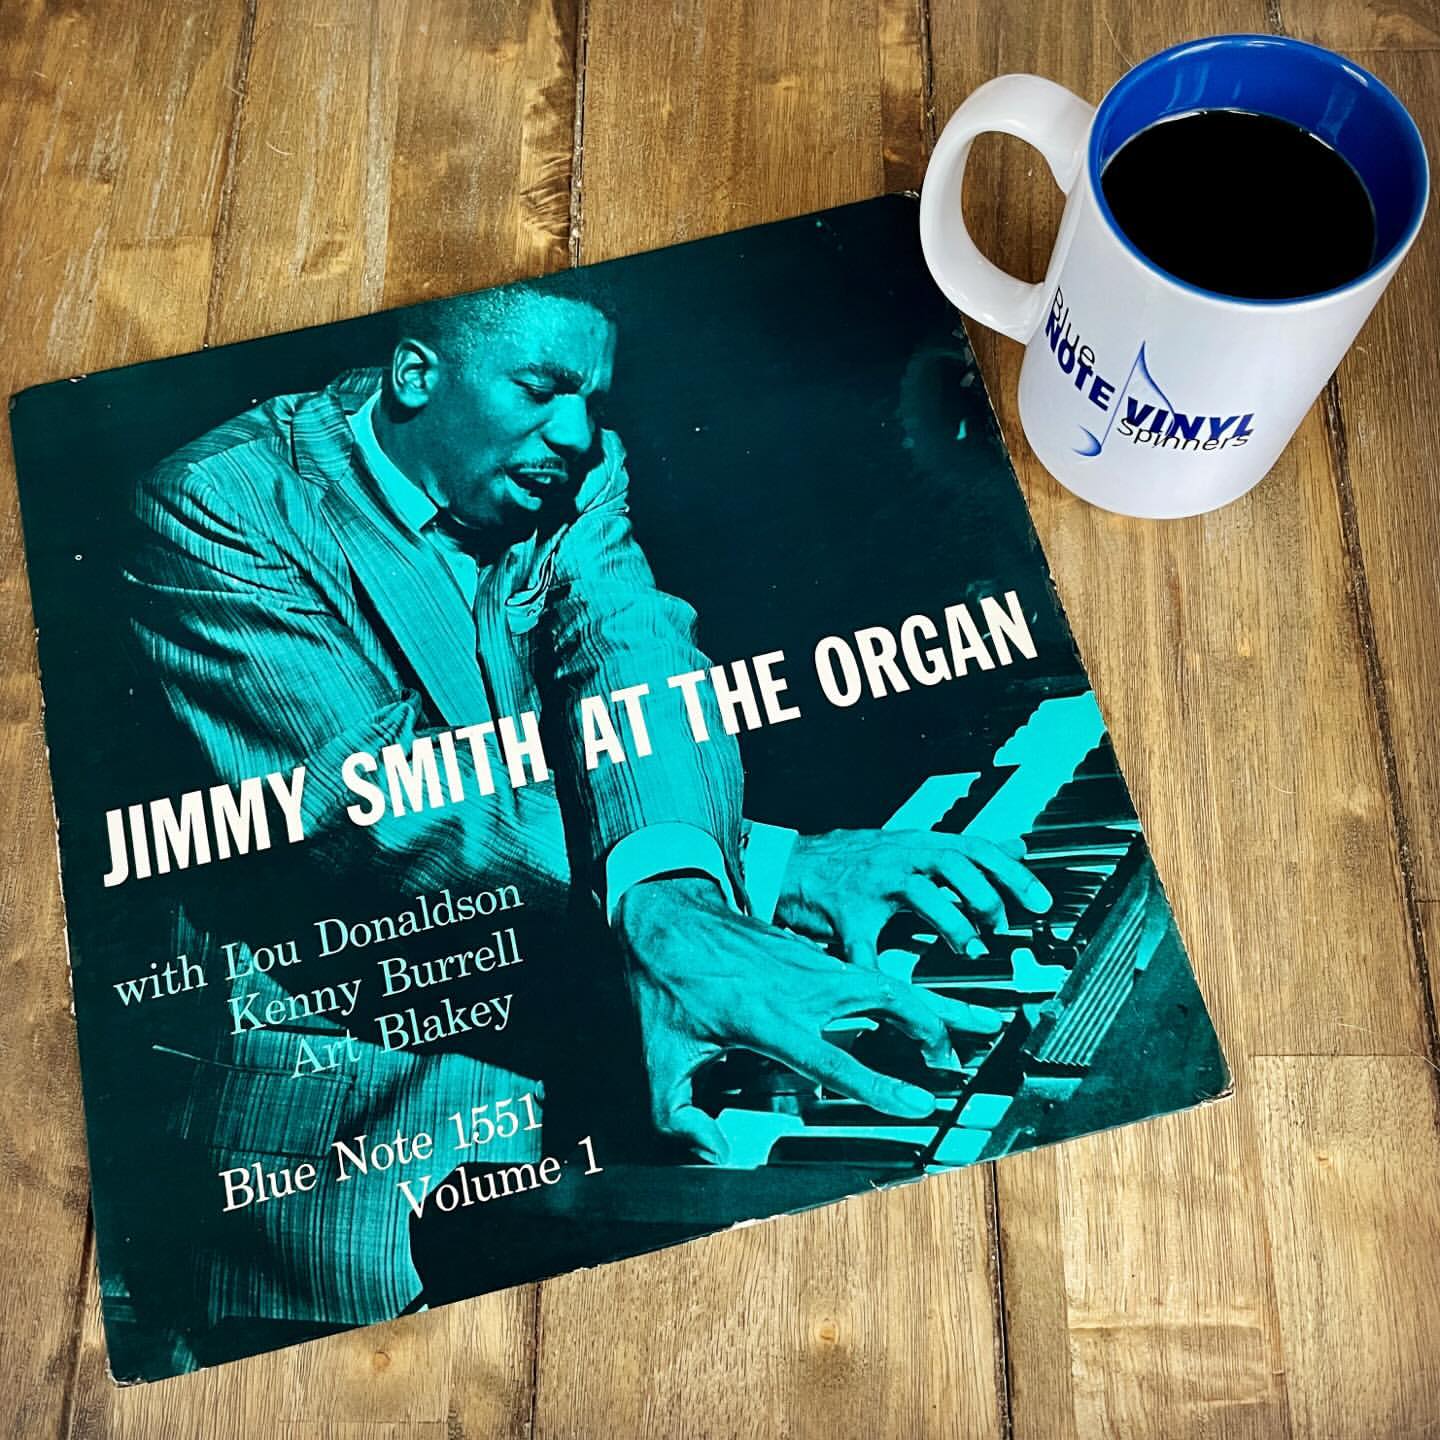 Blue
NOTE
VINYL
Spinners
JIMMY SMITH AT THE ORGAN
with Lou Donaldson
Kenny Burrell
Art Blakey
Blue Note 1551
Volume 1